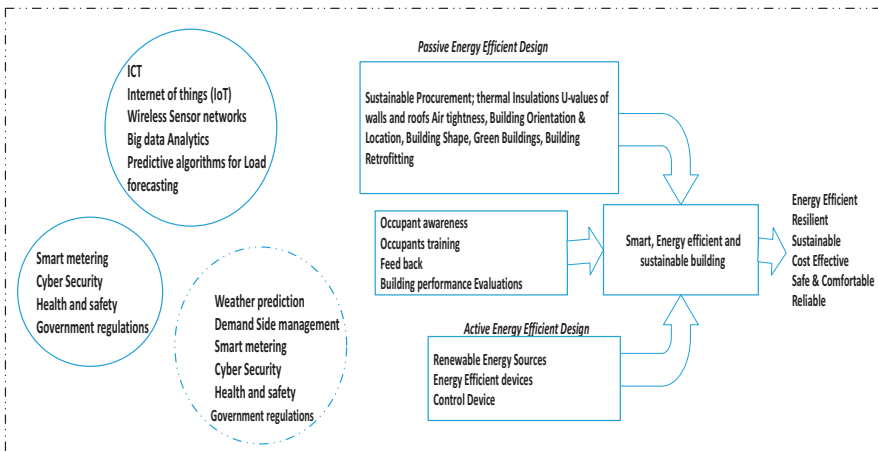 ICT
Internet of things (IoT)
Wireless Sensor networks
Big data Analytics
Predictive algorithms for Load
forecasting
Smart metering
Cyber Security
Health and safety
Government regulations
Weather prediction
Demand Side management
Smart metering
Cyber Security
Health and safety
Government regulations
Passive Energy Efficient Design
Sustainable Procurement; thermal Insulations U-values of
walls and roofs Air tightness, Building Orientation &
Location, Building Shape, Green Buildings, Building
Retrofitting
Occupant awareness
Occupants training
Feed back
Building performance Evaluations
Active Energy Efficient Design
Renewable Energy Sources
Energy Efficient devices
Control Device
Smart, Energy efficient and
sustainable building
Energy Efficient
Resilient
Sustainable
Cost Effective
Safe & Comfortable
Reliable